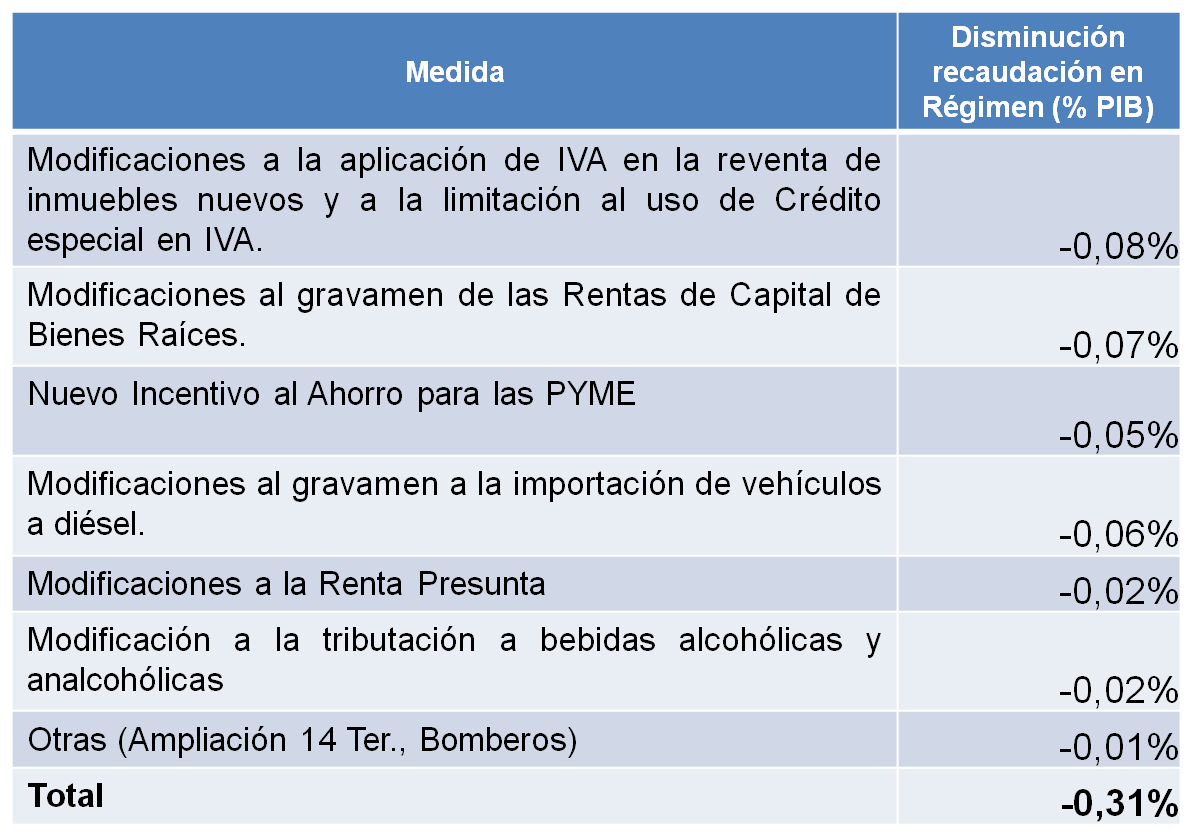 Medida
Disminución
recaudación en
Régimen (% PIB)
Modificaciones a la aplicación de IVA en la reventa de
inmuebles nuevos y a la limitación al uso de Crédito
especial en IVA.
-0,08%
Modificaciones al gravamen de las Rentas de Capital de
Bienes Raíces.
-0,07%
Nuevo Incentivo al Ahorro para las PYME
-0,05%
Modificaciones al gravamen a la importación de vehículos
a diésel.
-0,06%
Modificaciones a la Renta Presunta
-0,02%
Modificación a la tributación a bebidas alcohólicas y
analcohólicas
-0,02%
Otras (Ampliación 14 Ter., Bomberos)
-0,01%
Total
-0,31%